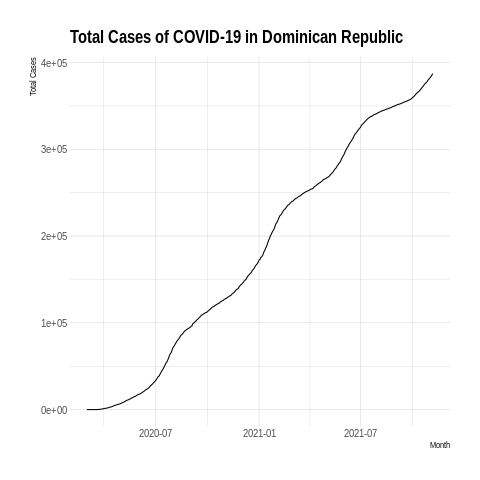 Total Cases of COVID-19 in Dominican Republic
Total Cases
4e+05
3e+05
2e+05
1e+05
0e+00
2020-07
2021-01
2021-07
Month